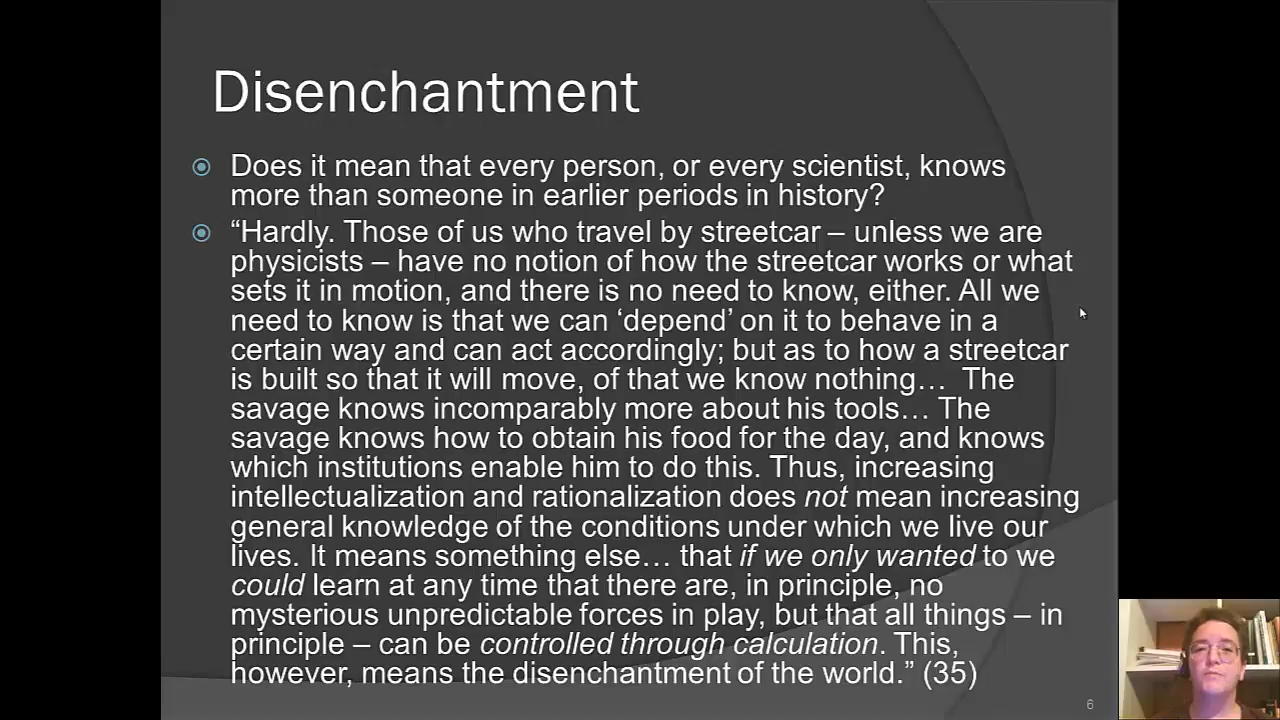 Disenchantment
Does it mean that every person, or every scientist, knows
more than someone in earlier periods in history?
“Hardly. Those of us who travel by streetcar – unless we are
physicists – have no notion of how the streetcar works or what
sets it in motion, and there is no need to know, either. All we
need to know is that we can ‘depend’ on it to behave in a
certain way and can act accordingly; but as to how a streetcar
is built so that it will move, of that we know nothing… The
savage knows incomparably more about his tools… The
savage knows how to obtain his food for the day, and knows
which institutions enable him to do this. Thus, increasing
intellectualization and rationalization does not mean increasing
general knowledge of the conditions under which we live our
lives. It means something else… that if we only wanted to we
could learn at any time that there are, in principle, no
mysterious unpredictable forces in play, but that all things – in
principle – can be controlled through calculation. This,
however, means the disenchantment of the world.” (35)
6